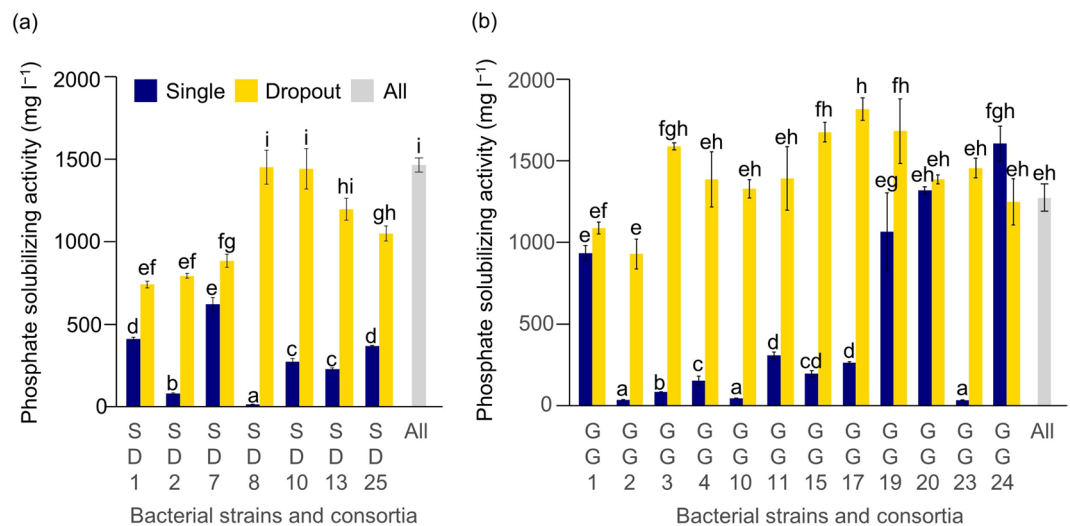 (a)
Phosphate solubilizing activity (mg l⁻¹)
2000
1500
1000
500
0
Single Dropout All
d ef b ef e fg a i c i c hi d gh i
S S S S S S S All
D D D D D D D
1 2 7 8 10 13 25
Bacterial strains and consortia
(b)
Phosphate solubilizing activity (mg l⁻¹)
2000
1500
1000
500
0
e ef a e b fgh c eh a eh d eh cd fh d h eg fh eh eh a eh fgh eh eh
G G G G G G G G G G G G All
G G G G G G G G G G G G
1 2 3 4 10 11 15 17 19 20 23 24
Bacterial strains and consortia